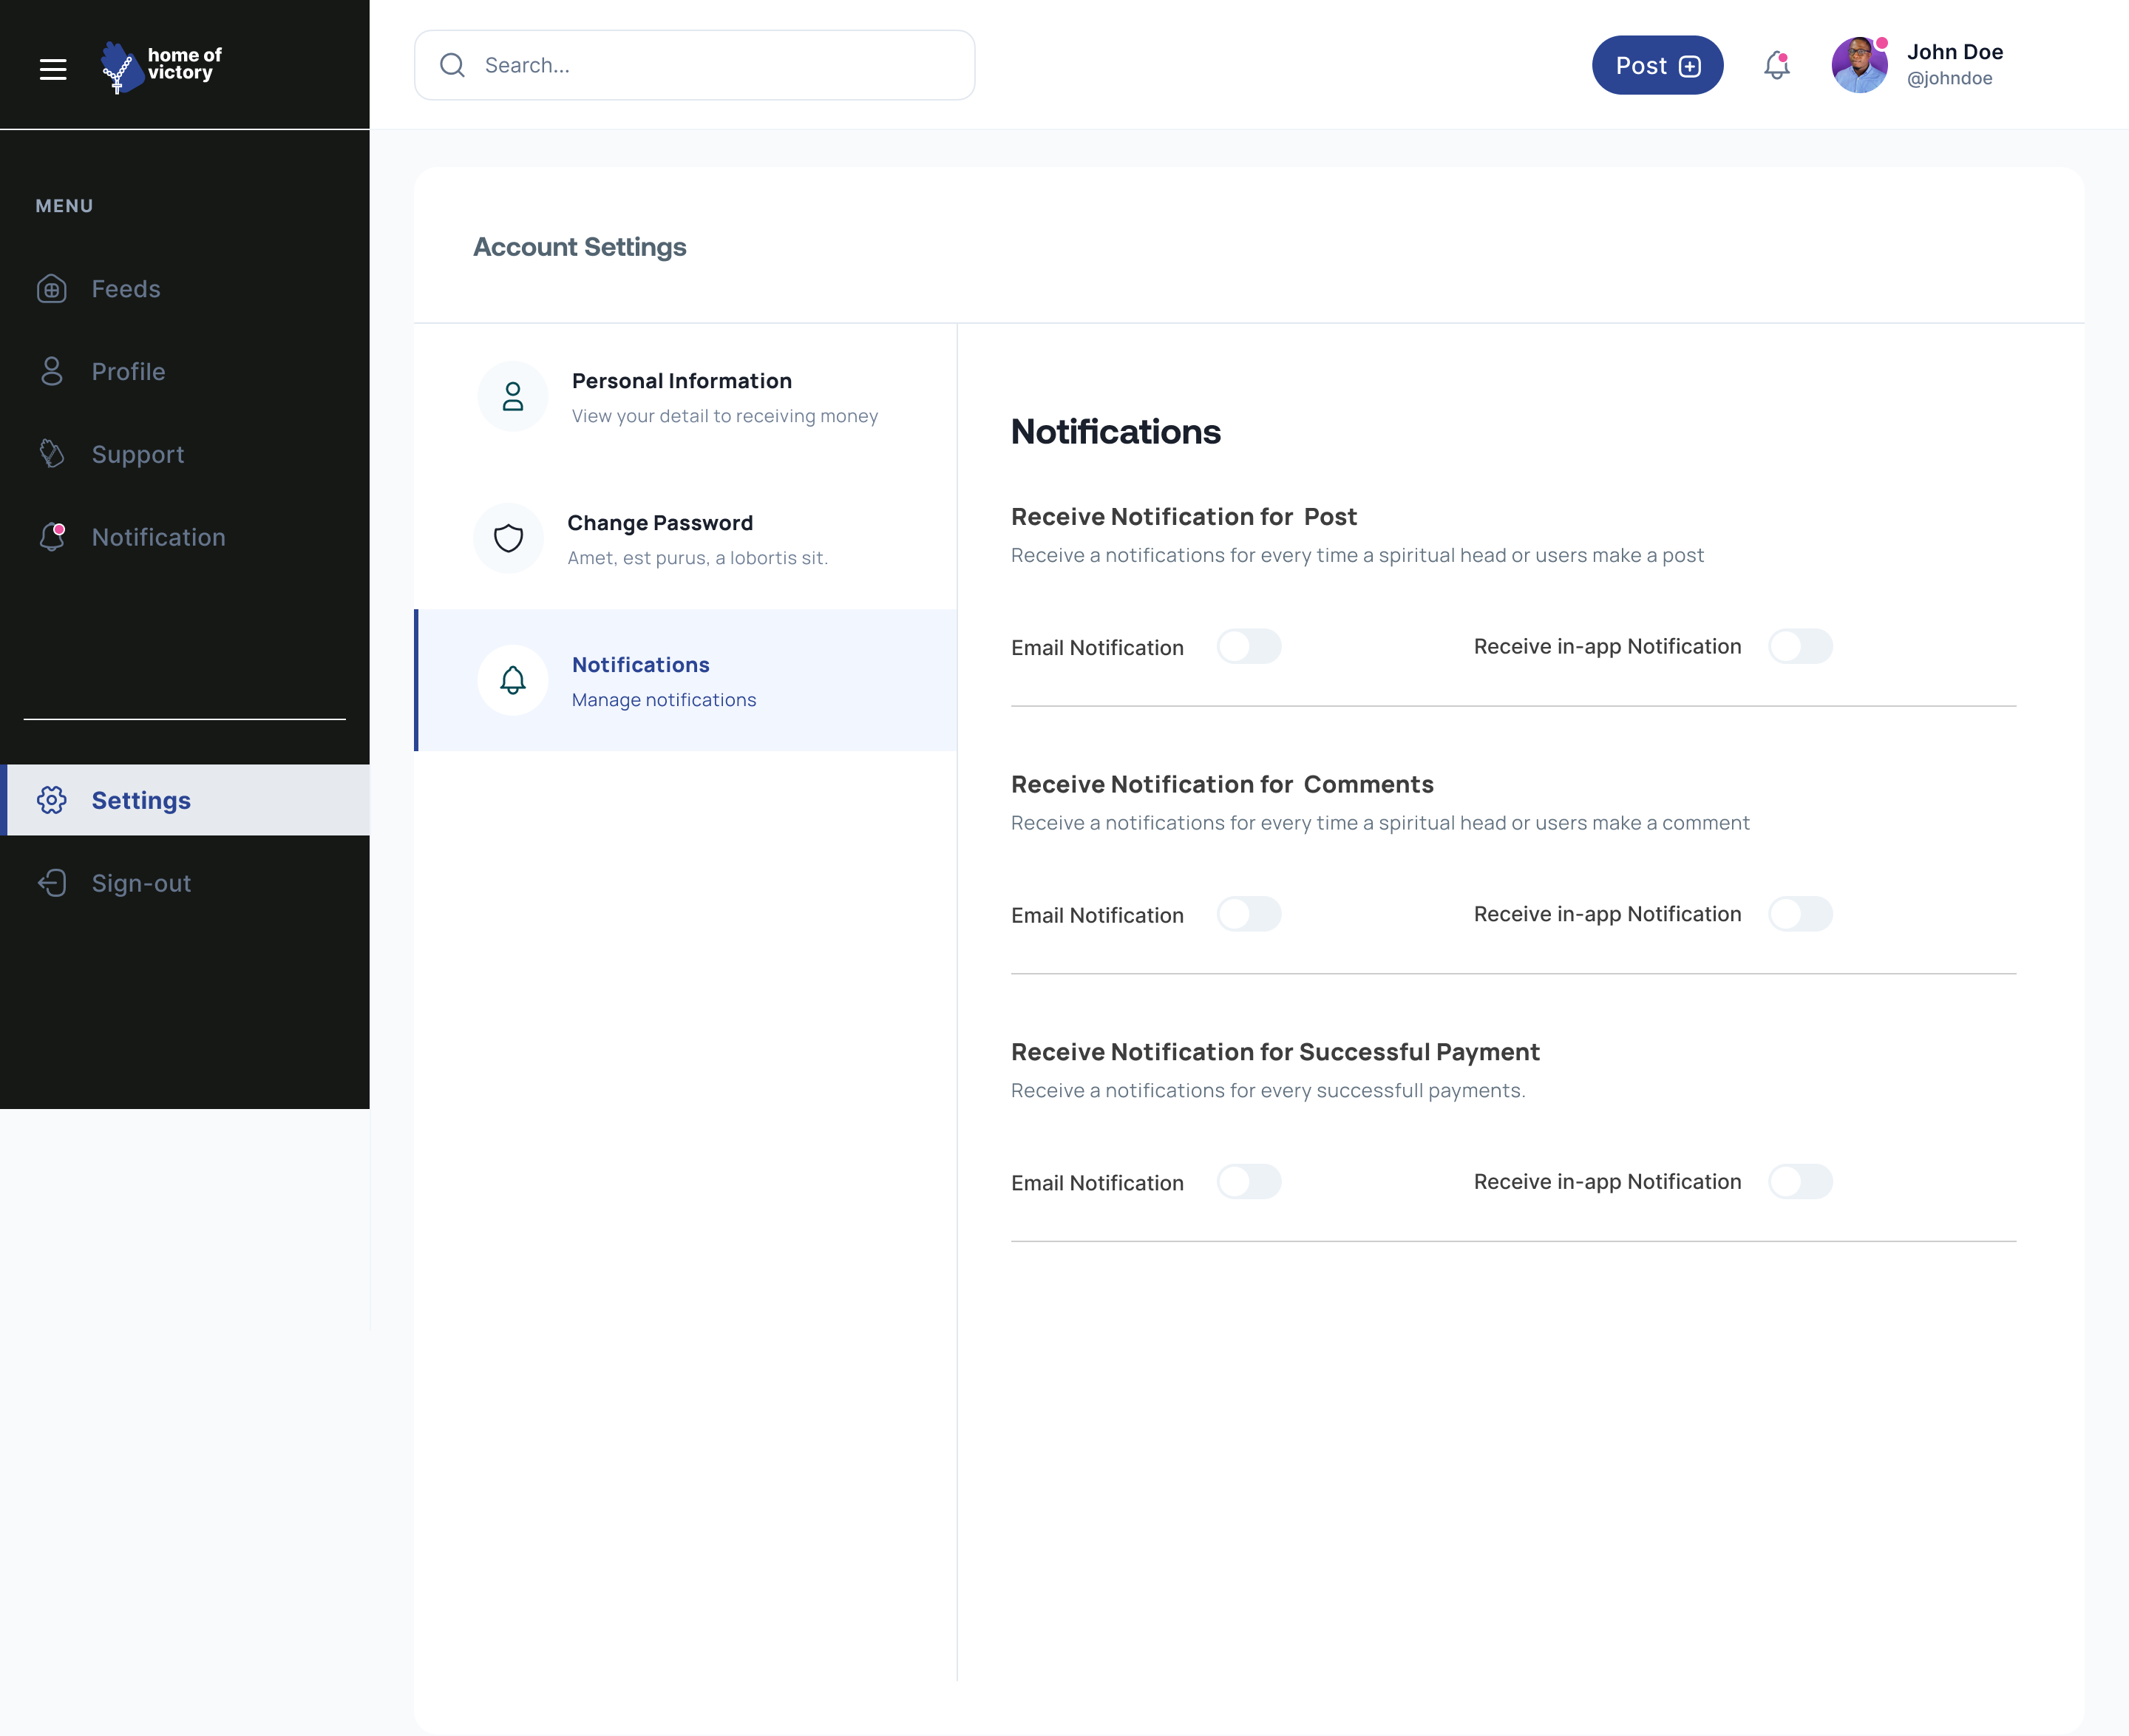 home of
victory
Search...
Post
John Doe
@johndoe
MENU
Feeds
Profile
Support
Notification
Settings
Sign-out
Account Settings
Personal Information
View your detail to receiving money
Change Password
Amet, est purus, a lobortis sit.
Notifications
Manage notifications
Notifications
Receive Notification for  Post
Receive a notifications for every time a spiritual head or users make a post
Email Notification
Receive in-app Notification
Receive Notification for  Comments
Receive a notifications for every time a spiritual head or users make a comment
Email Notification
Receive in-app Notification
Receive Notification for Successful Payment
Receive a notifications for every successfull payments.
Email Notification
Receive in-app Notification